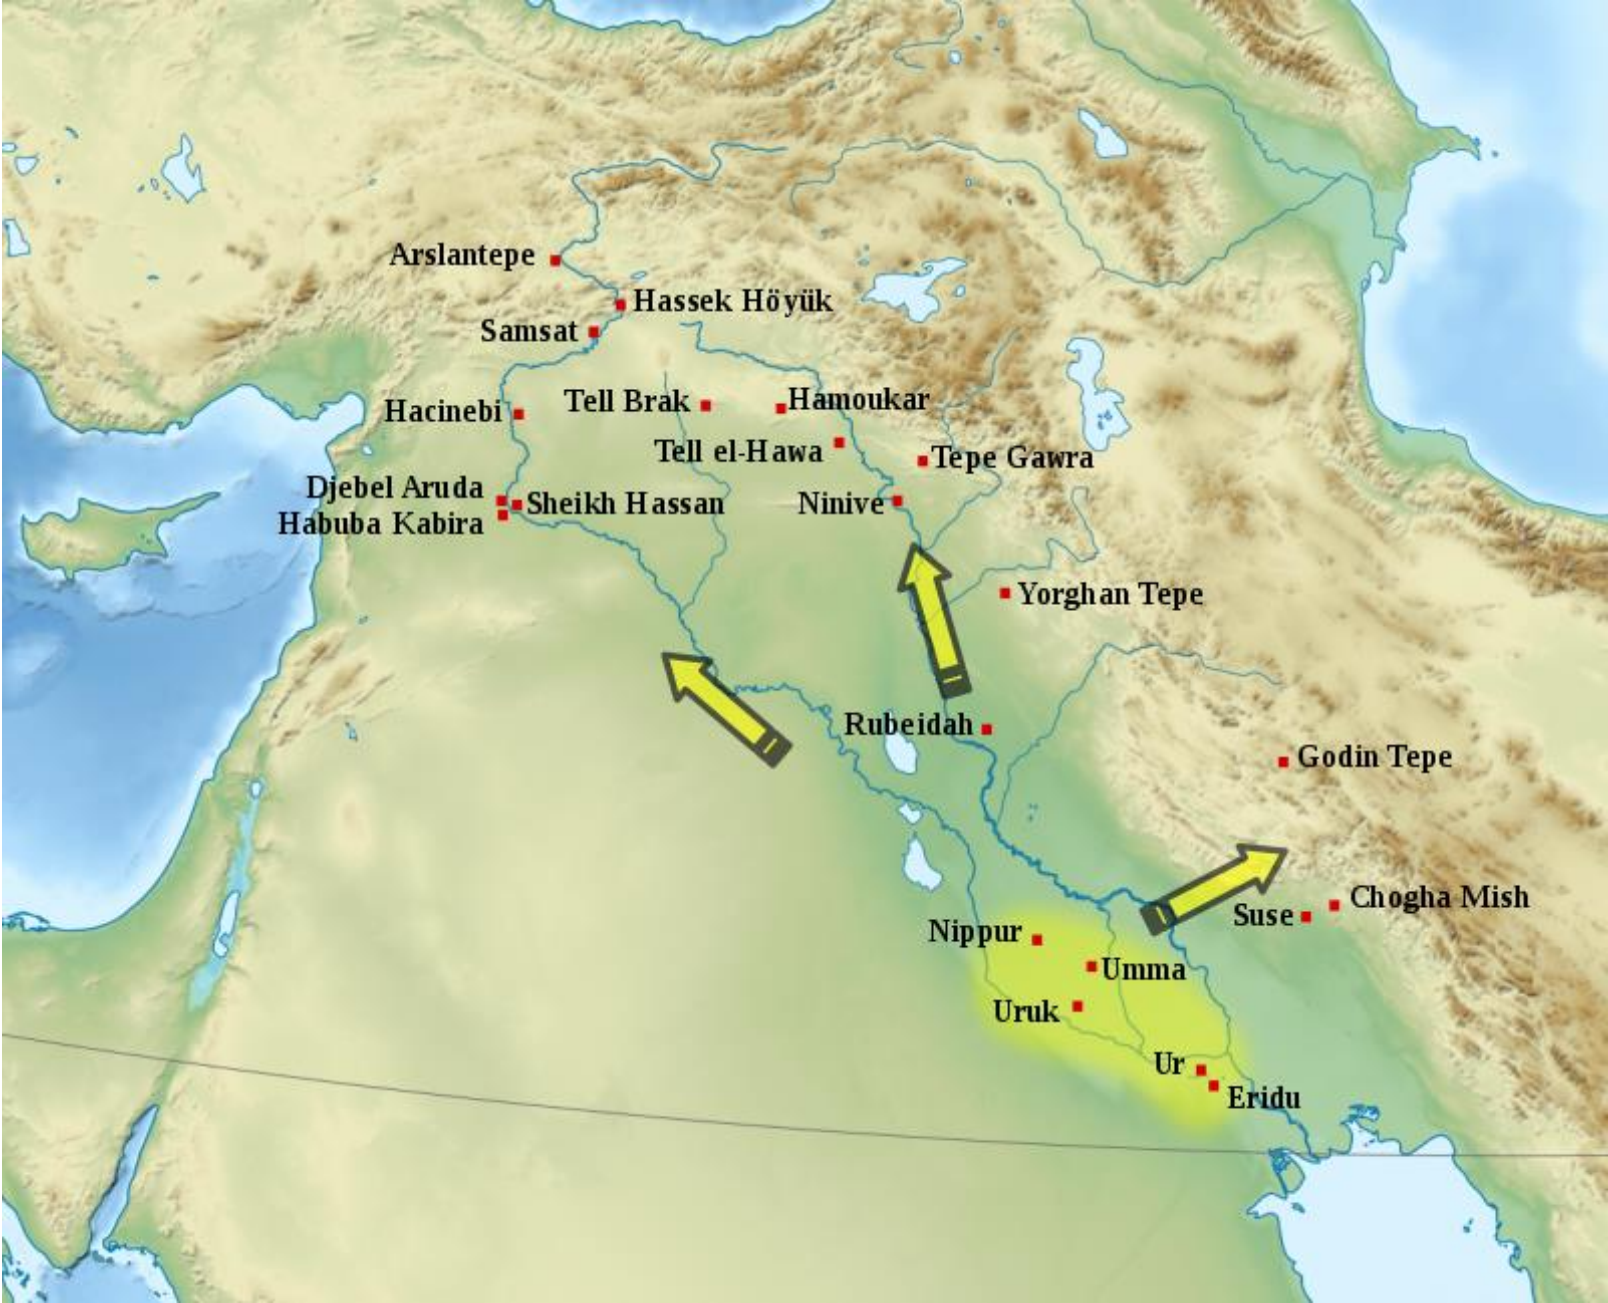 Arslantepe
Hassek Höyük
Samsat
Hacinebi
Tell Brak
Hamoukar
Tell el-Hawa
Tepe Gawra
Djebel Aruda
Sheikh Hassan
Ninive
Habuba Kabira
Yorghan Tepe
Rubeidah
Godin Tepe
Chogha Mish
Suse
Nippur
Umma
Uruk
Ur
Eridu